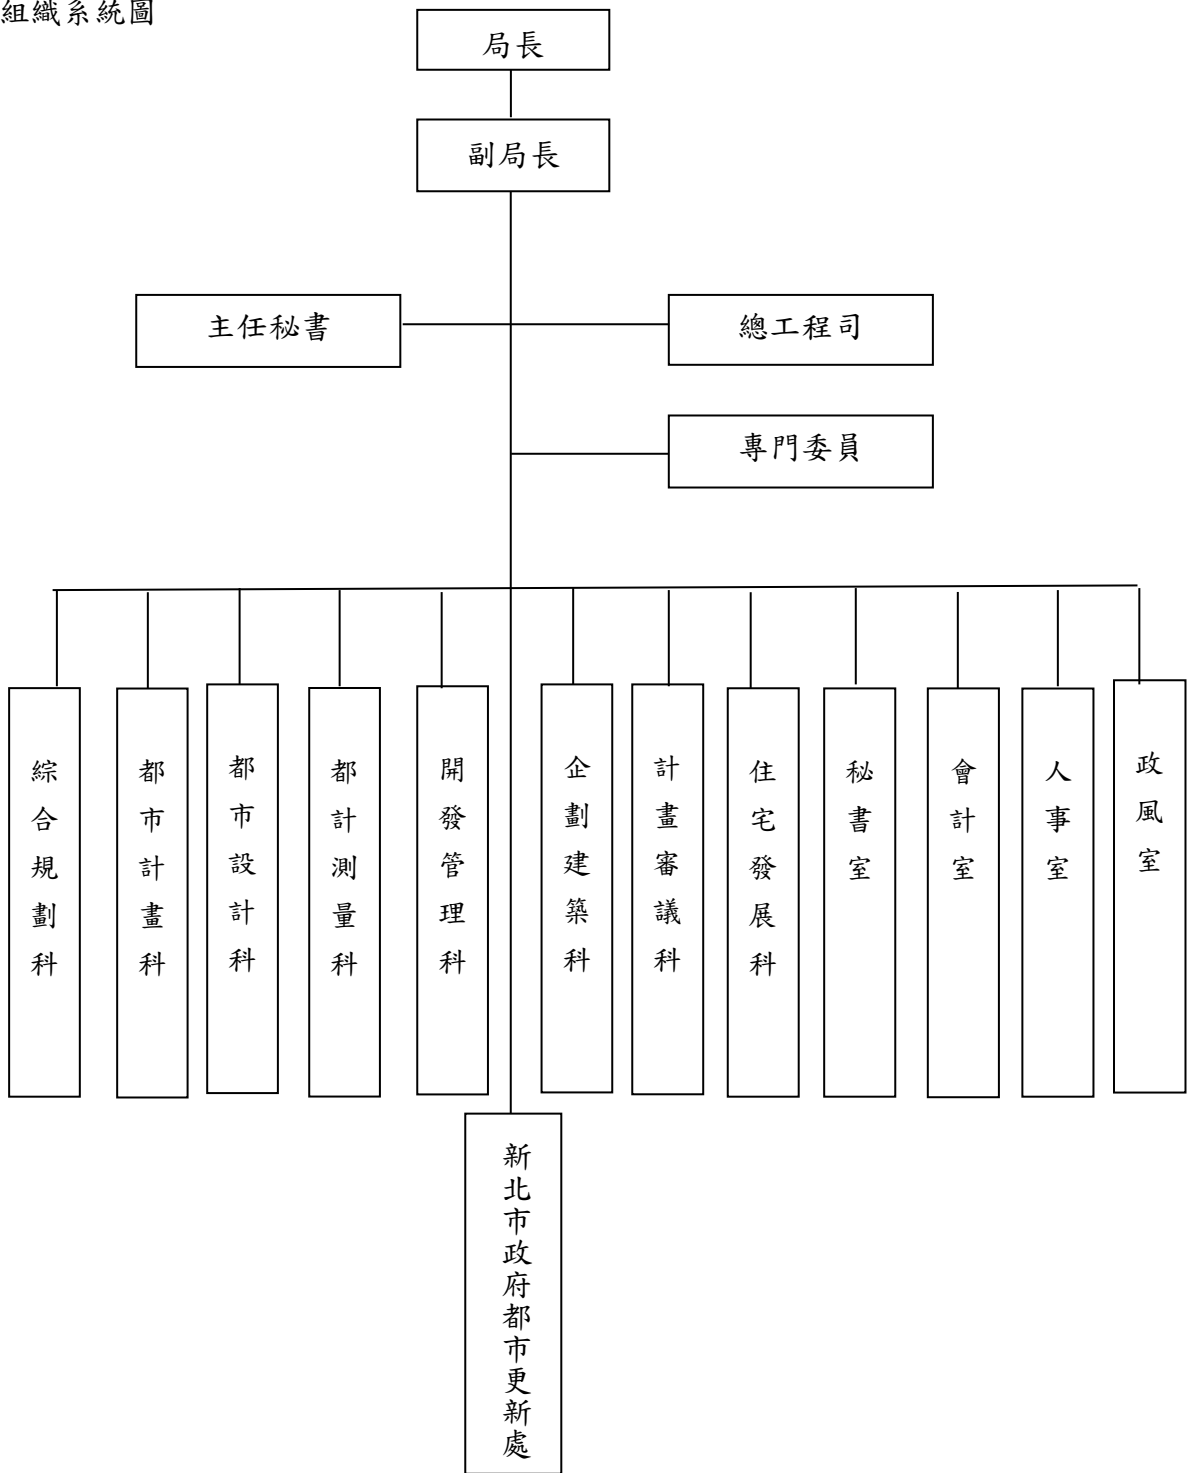 組織系統圖
局長
副局長
主任秘書
總工程司
專門委員
綜合規劃科
都市計畫科
都市設計科
都計測量科
開發管理科
企劃建築科
計畫審議科
住宅發展科
秘書室
會計室
人事室
政風室
新北市政府都市更新處